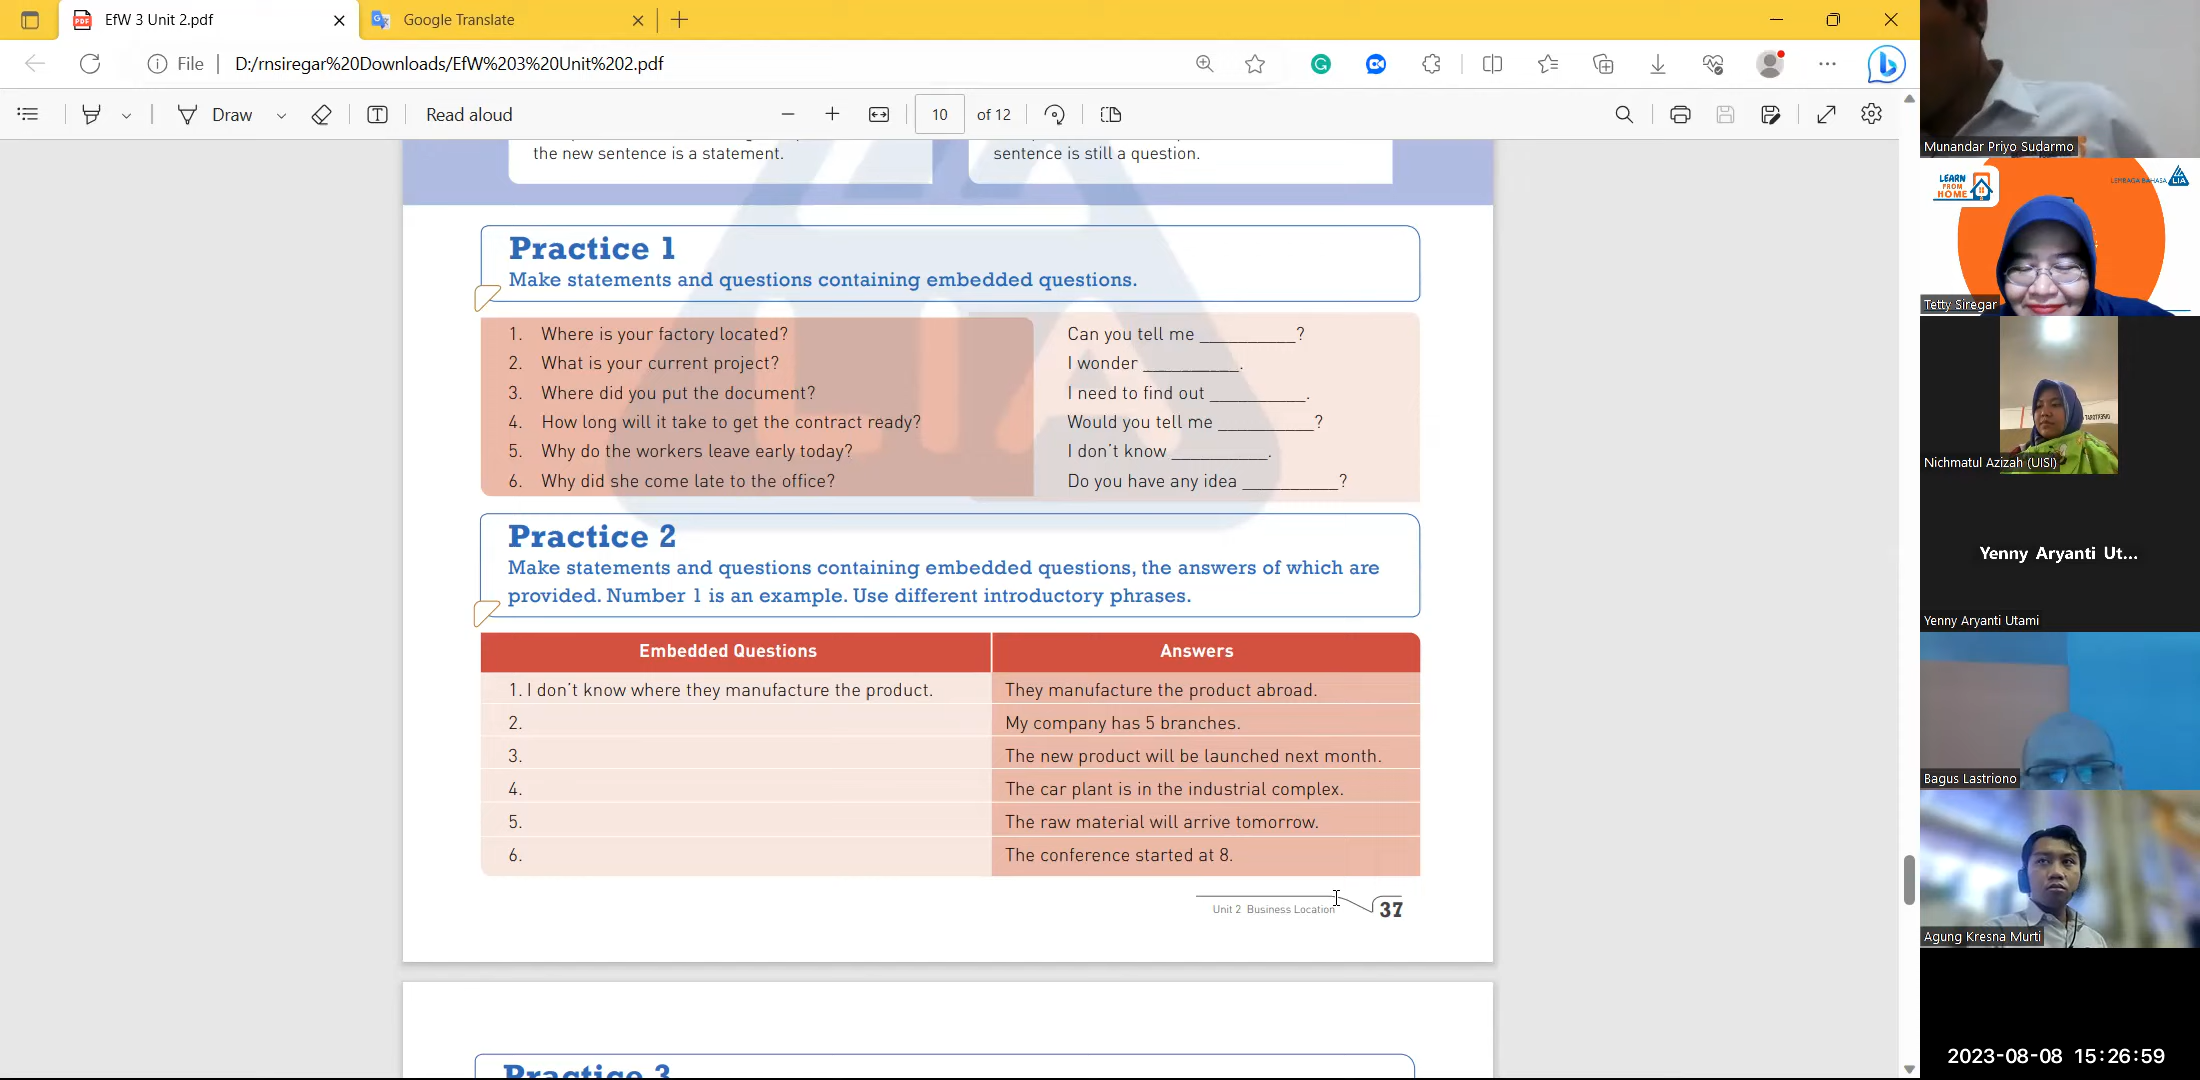 EfW 3 Unit 2.pdf
Google Translate
File
D:/rnsiregar%20Downloads/EfW%203%20Unit%202.pdf
Draw
Read aloud
10
of 12
the new sentence is a statement.
sentence is still a question.
Practice 1
Make statements and questions containing embedded questions.
1. Where is your factory located? Can you tell me __________?
2. What is your current project? I wonder __________.
3. Where did you put the document? I need to find out __________.
4. How long will it take to get the contract ready? Would you tell me __________?
5. Why do the workers leave early today? I don't know __________.
6. Why did she come late to the office? Do you have any idea __________?
LIA
Practice 2
Make statements and questions containing embedded questions, the answers of which are
provided. Number 1 is an example. Use different introductory phrases.
Embedded Questions Answers
1. I don't know where they manufacture the product. They manufacture the product abroad.
2. My company has 5 branches.
3. The new product will be launched next month.
4. The car plant is in the industrial complex.
5. The raw material will arrive tomorrow.
6. The conference started at 8.
Unit 2 Business Location 37
Practice 3
Munandar Priyo Sudarmo
LEARN
FROM
HOME
LEMBAGA BAHASA
LIA
Tetty Siregar
Nichmatul Azizah (UISI)
Yenny Aryanti Ut...
Yenny Aryanti Utami
Bagus Lastriono
Agung Kresna Murti
2023-08-08 15:26:59